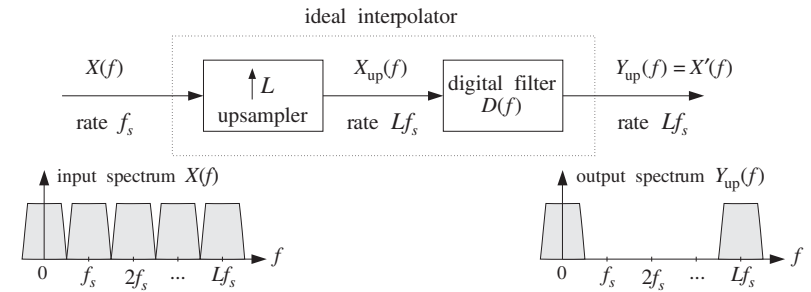 ideal interpolator
X(f)
rate f_s
L
upsampler
X_up(f)
rate Lf_s
digital filter
D(f)
Y_up(f) = X′(f)
rate Lf_s
input spectrum X(f)
0 f_s 2f_s ... Lf_s f
output spectrum Y_up(f)
0 f_s 2f_s ... Lf_s f